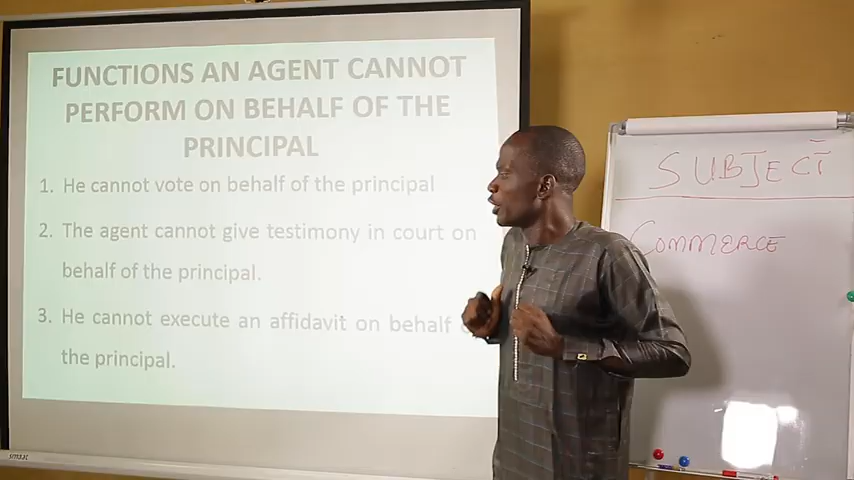 FUNCTIONS AN AGENT CANNOT
PERFORM ON BEHALF OF THE
PRINCIPAL
1. He cannot vote on behalf of the principal
2. The agent cannot give testimony in court on
behalf of the principal.
3. He cannot execute an affidavit on behalf
the principal.
SUBJECT
COMMERCE
smaat